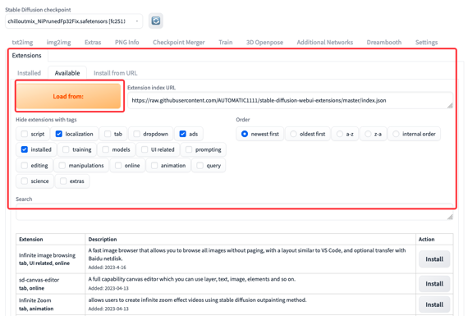 Stable Diffusion checkpoint
chilloutmix_NiPrunedFp32Fix.safetensors [fc251]
txt2img img2img Extras PNG Info Checkpoint Merger Train 3D Openpose Additional Networks Dreambooth Settings
Extensions
Installed Available Install from URL
Load from:
Extension index URL
https://raw.githubusercontent.com/AUTOMATIC1111/stable-diffusion-webui-extensions/master/index.json
Hide extensions with tags
script localization tab dropdown ads
installed training models UI related prompting
editing manipulations online animation query
science extras
Order
newest first oldest first a-z z-a internal order
Search
Extension Description Action
Infinite image browsing
tab, UI related, online
A fast image browser that allows you to browse all images without paging, with a layout similar to VS Code, and optional transfer with
Baidu netdisk.
Added: 2023-4-16
Install
sd-canvas-editor
tab, online
A full capability canvas editor which you can use layer, text, image, elements and so on.
Added: 2023-04-13
Install
Infinite Zoom
tab, animation
allows users to create infinite zoom effect videos using stable diffusion outpainting method.
Added: 2023-04-13
Install